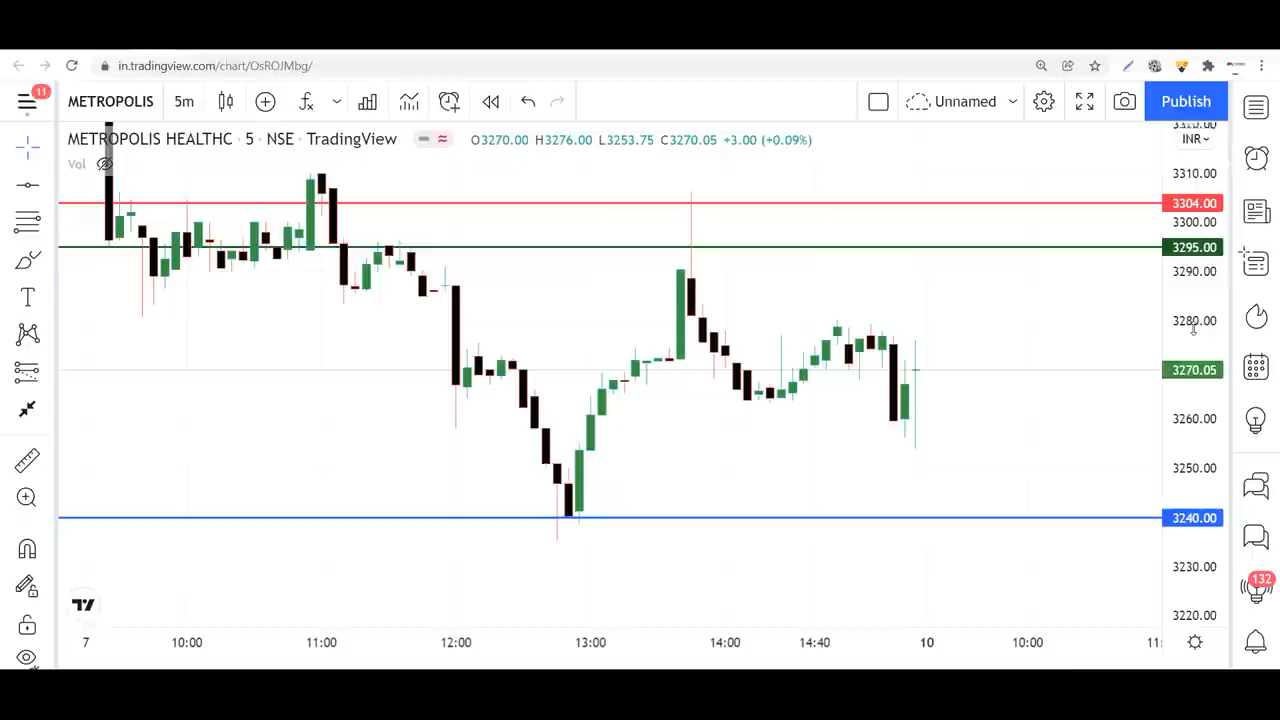 in.tradingview.com/chart/OsROJMbg/
11
METROPOLIS 5m Unnamed Publish
METROPOLIS HEALTHC · 5 · NSE · TradingView O3270.00 H3276.00 L3253.75 C3270.05 +3.00 (+0.09%)
INR
Vol
3310.00
3304.00
3300.00
3295.00
3290.00
3289.00
3270.05
3260.00
3250.00
3240.00
3230.00
3220.00
132
7 10:00 11:00 12:00 13:00 14:00 14:40 10 10:00